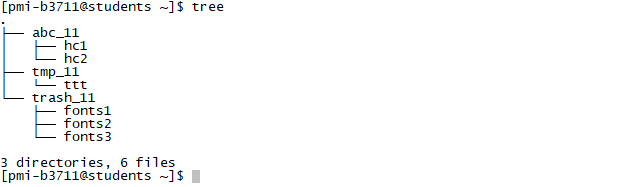 [pmi-b3711@students ~]$ tree
.
├── abc_11
│   ├── hc1
│   └── hc2
├── tmp_11
│   └── ttt
└── trash_11
    ├── fonts1
    ├── fonts2
    └── fonts3

3 directories, 6 files
[pmi-b3711@students ~]$